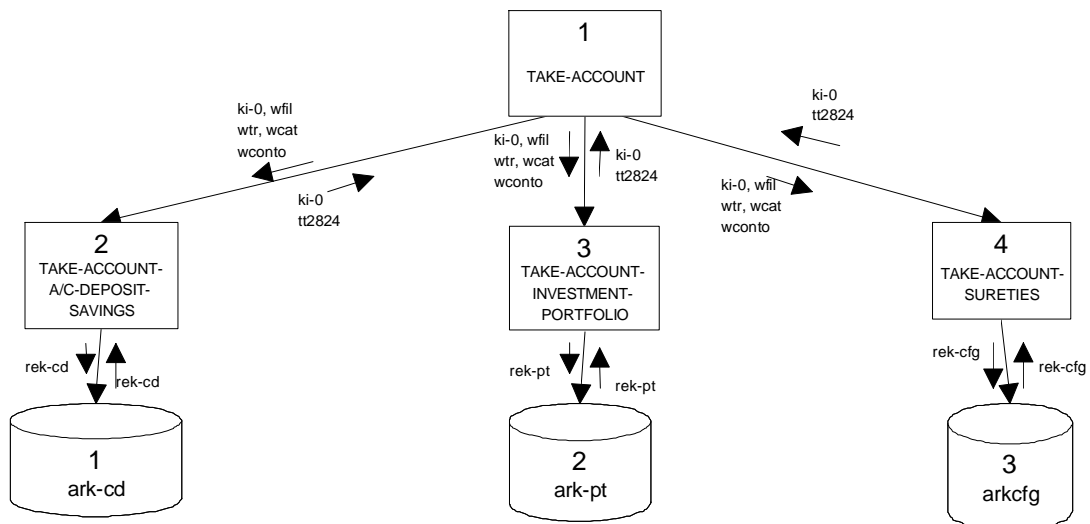 1
TAKE-ACCOUNT
ki-0, wfil
wtr, wcat
wconto
ki-0
tt2824
ki-0, wfil
wtr, wcat
wconto
ki-0
tt2824
ki-0
tt2824
ki-0, wfil
wtr, wcat
wconto
2
TAKE-ACCOUNT-
A/C-DEPOSIT-
SAVINGS
3
TAKE-ACCOUNT-
INVESTMENT-
PORTFOLIO
4
TAKE-ACCOUNT-
SURETIES
rek-cd
rek-cd
rek-pt
rek-pt
rek-cfg
rek-cfg
1
ark-cd
2
ark-pt
3
arkcfg